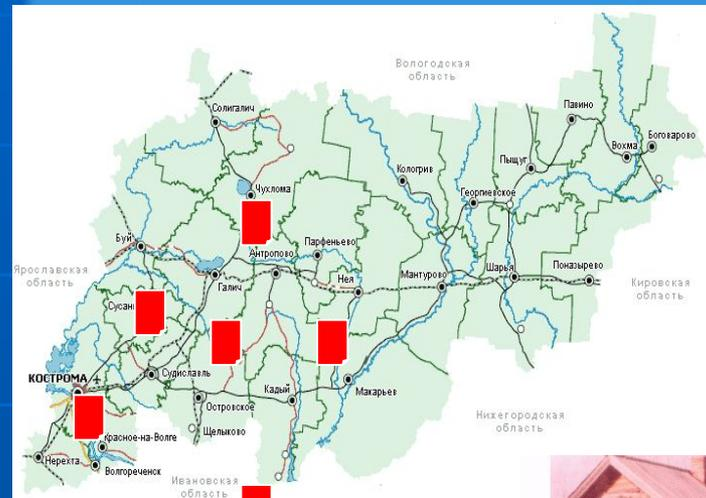 Вологодская
область
Солигалич
Павино
Боговарово
Вохма
Пыщуг
Кологрив
Георгиевское
Чухлома
Парфеньево
Буй
Антропово
Ярославская
область
Галич
Нея
Мантурово
Шарья
Поназырево
Кировская
область
КОСТРОМА
Судиславль
Макарьев
Кадый
Островское
Нижегородская
область
Щелыково
Красное-на-Волге
Нерехта
Волгореченск
Ивановская
область